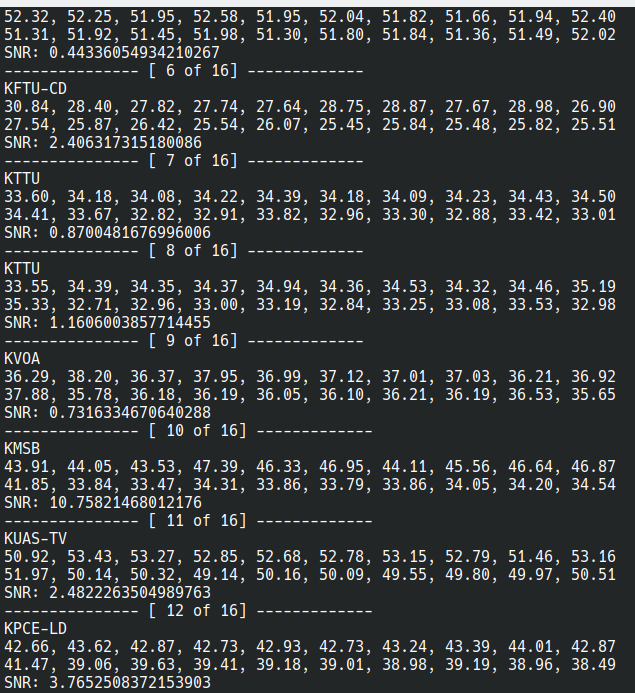 52.32, 52.25, 51.95, 52.58, 51.95, 52.04, 51.82, 51.66, 51.94, 52.40
51.31, 51.92, 51.45, 51.98, 51.30, 51.80, 51.84, 51.36, 51.49, 52.02
SNR: 0.44336054934210267
--------------- [ 6 of 16] -------------
KFTU-CD
30.84, 28.40, 27.82, 27.74, 27.64, 28.75, 28.87, 27.67, 28.98, 26.90
27.54, 25.87, 26.42, 25.54, 26.07, 25.45, 25.84, 25.48, 25.82, 25.51
SNR: 2.406317315180086
--------------- [ 7 of 16] -------------
KTTU
33.60, 34.18, 34.08, 34.22, 34.39, 34.18, 34.09, 34.23, 34.43, 34.50
34.41, 33.67, 32.82, 32.91, 33.82, 32.96, 33.30, 32.88, 33.42, 33.01
SNR: 0.8700481676996006
--------------- [ 8 of 16] -------------
KTTU
33.55, 34.39, 34.35, 34.37, 34.94, 34.36, 34.53, 34.32, 34.46, 35.19
35.33, 32.71, 32.96, 33.00, 33.19, 32.84, 33.25, 33.08, 33.53, 32.98
SNR: 1.1606003857714455
--------------- [ 9 of 16] -------------
KVOA
36.29, 38.20, 36.37, 37.95, 36.99, 37.12, 37.01, 37.03, 36.21, 36.92
37.88, 35.78, 36.18, 36.19, 36.05, 36.10, 36.21, 36.19, 36.53, 35.65
SNR: 0.7316334670640288
--------------- [ 10 of 16] -------------
KMSB
43.91, 44.05, 43.53, 47.39, 46.33, 46.95, 44.11, 45.56, 46.64, 46.87
41.85, 33.84, 33.47, 34.31, 33.86, 33.79, 33.86, 34.05, 34.20, 34.54
SNR: 10.75821468012176
--------------- [ 11 of 16] -------------
KUAS-TV
50.92, 53.43, 53.27, 52.85, 52.68, 52.78, 53.15, 52.79, 51.46, 53.16
51.97, 50.14, 50.32, 49.14, 50.16, 50.09, 49.55, 49.80, 49.97, 50.51
SNR: 2.4822263504989763
--------------- [ 12 of 16] -------------
KPCE-LD
42.66, 43.62, 42.87, 42.73, 42.93, 42.73, 43.24, 43.39, 44.01, 42.87
41.47, 39.06, 39.63, 39.41, 39.18, 39.01, 38.98, 39.19, 38.96, 38.49
SNR: 3.7652508372153903